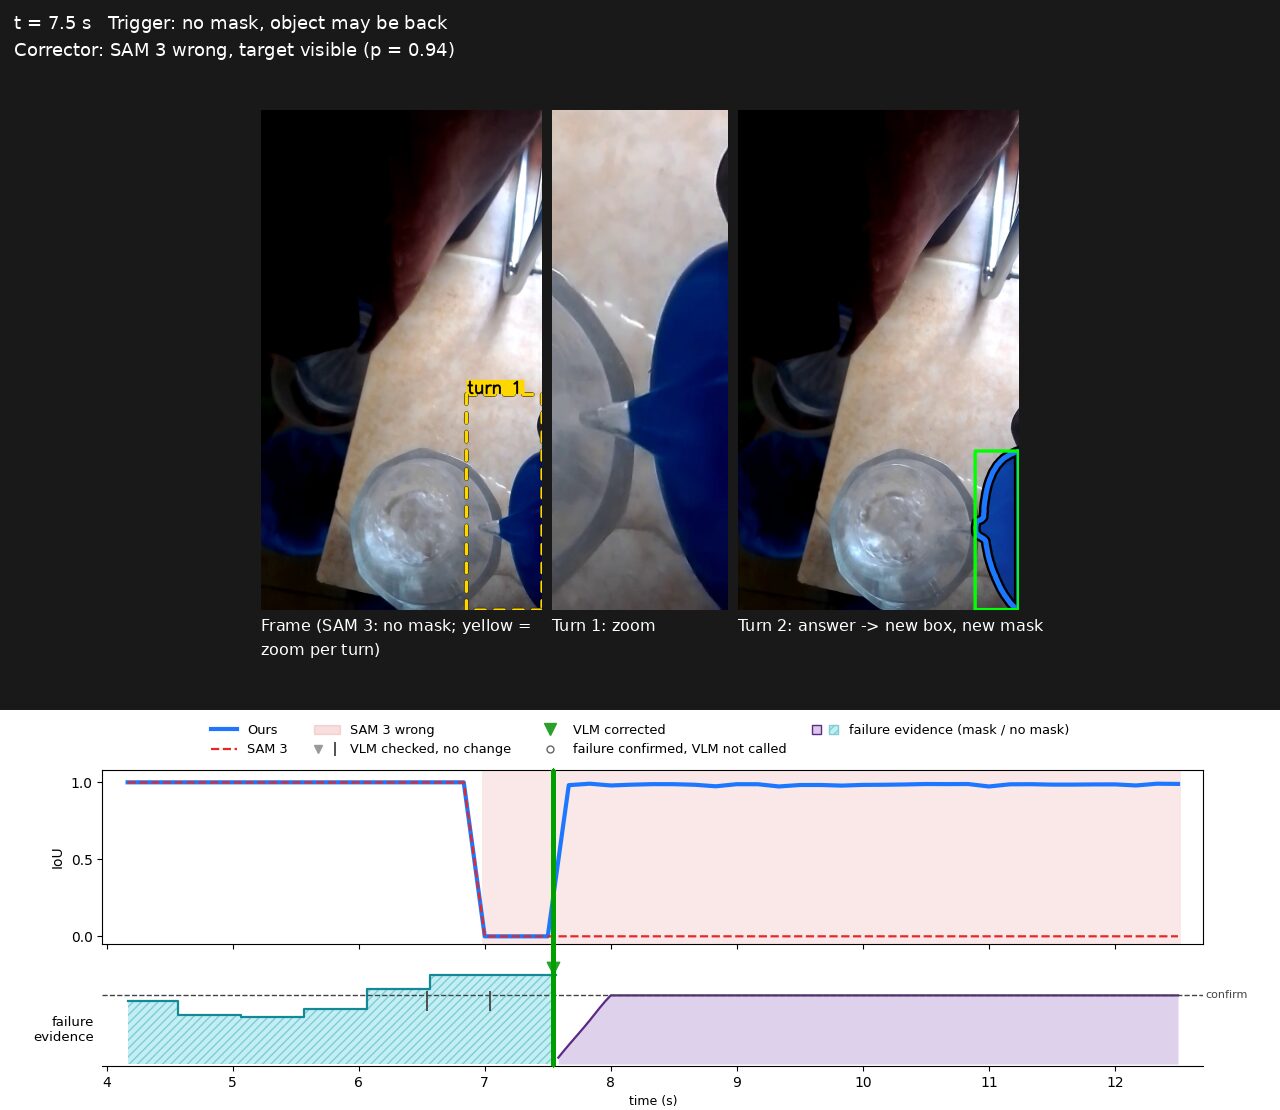 t = 7.5 s   Trigger: no mask, object may be back
Corrector: SAM 3 wrong, target visible (p = 0.94)
turn 1
Frame (SAM 3: no mask; yellow =
zoom per turn)
Turn 1: zoom
Turn 2: answer -> new box, new mask
Ours
SAM 3
SAM 3 wrong
VLM checked, no change
VLM corrected
failure confirmed, VLM not called
failure evidence (mask / no mask)
1.0
0.5
0.0
IoU
confirm
failure
evidence
4 5 6 7 8 9 10 11 12
time (s)